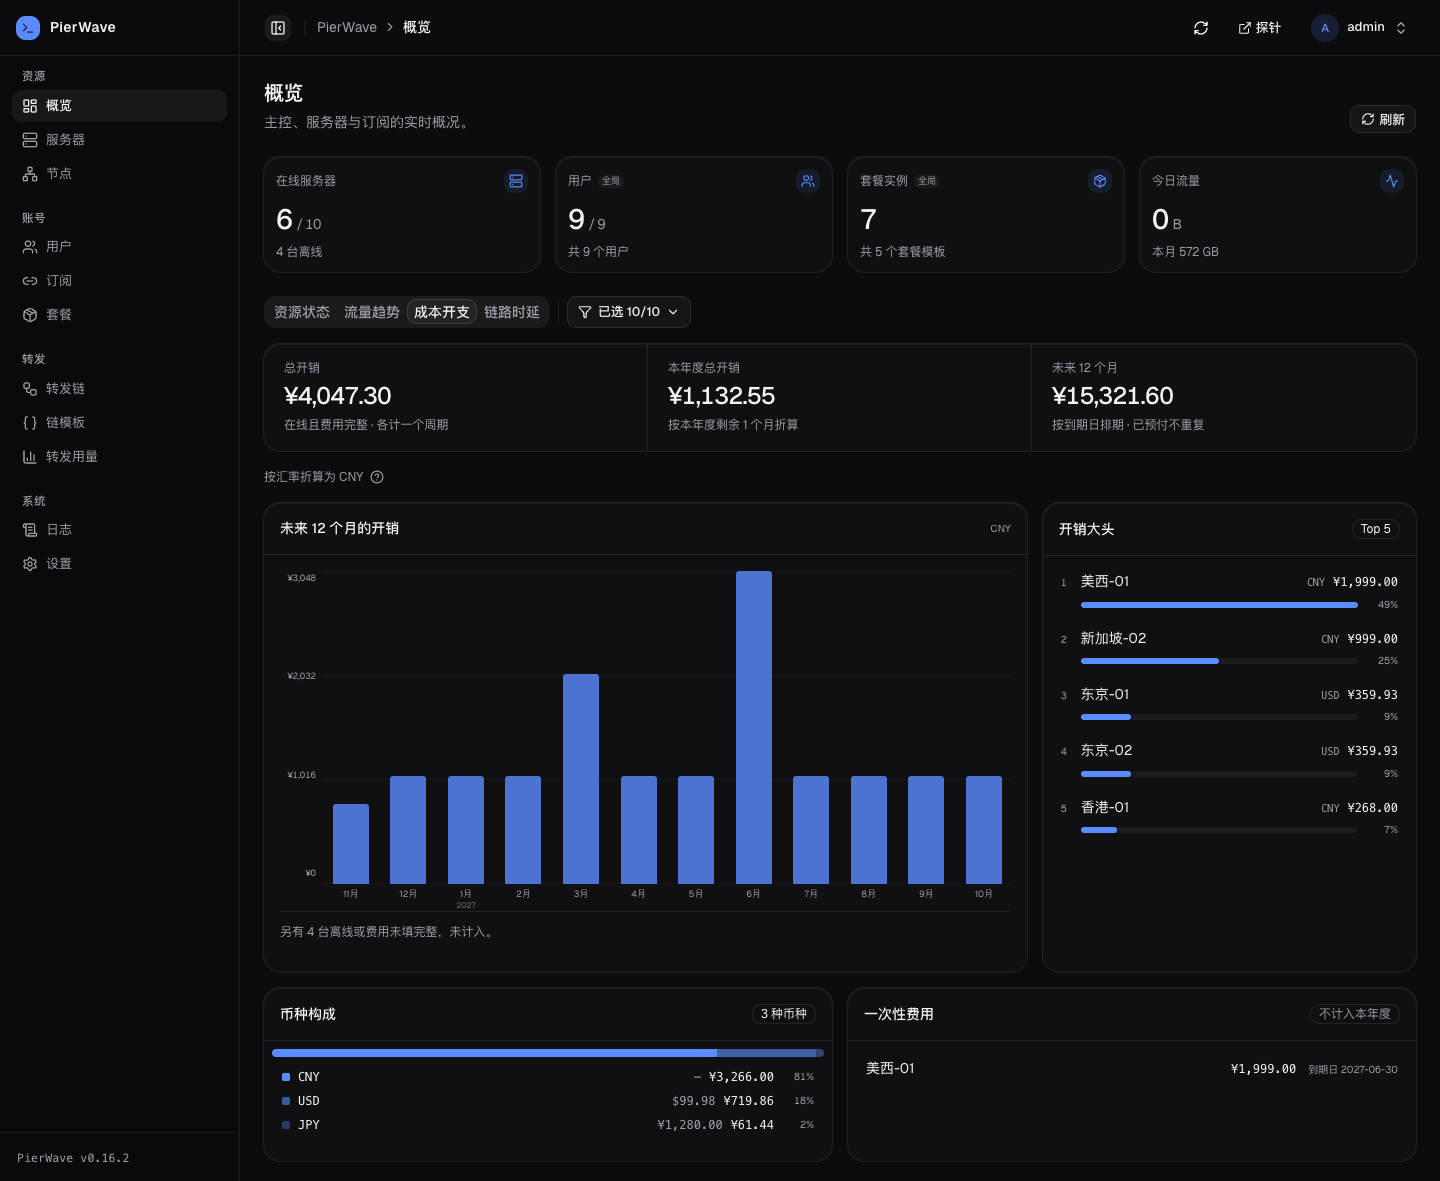 PierWave
PierWave > 概览
探针
A
admin
资源
概览
服务器
节点
账号
用户
订阅
套餐
转发
转发链
链模板
转发用量
系统
日志
设置
PierWave v0.16.2
概览
主控、服务器与订阅的实时概况。
刷新
在线服务器
6 / 10
4 台离线
用户 全局
9 / 9
共 9 个用户
套餐实例 全局
7
共 5 个套餐模板
今日流量
0 B
本月 572 GB
资源状态 流量趋势 成本开支 链路时延
已选 10/10
总开销
¥4,047.30
在线且费用完整 · 各计一个周期
本年度总开销
¥1,132.55
按本年度剩余 1 个月折算
未来 12 个月
¥15,321.60
按到期日排期 · 已预付不重复
按汇率折算为 CNY
未来 12 个月的开销
CNY
¥3,048
¥2,032
¥1,016
¥0
11月 12月 1月 2月 3月 4月 5月 6月 7月 8月 9月 10月
2027
另有 4 台离线或费用未填完整，未计入。
开销大头
Top 5
1 美西-01 CNY ¥1,999.00
49%
2 新加坡-02 CNY ¥999.00
25%
3 东京-01 USD ¥359.93
9%
4 东京-02 USD ¥359.93
9%
5 香港-01 CNY ¥268.00
7%
币种构成
3 种币种
CNY — ¥3,266.00 81%
USD $99.98 ¥719.86 18%
JPY ¥1,280.00 ¥61.44 2%
一次性费用
不计入本年度
美西-01 ¥1,999.00 到期日 2027-06-30